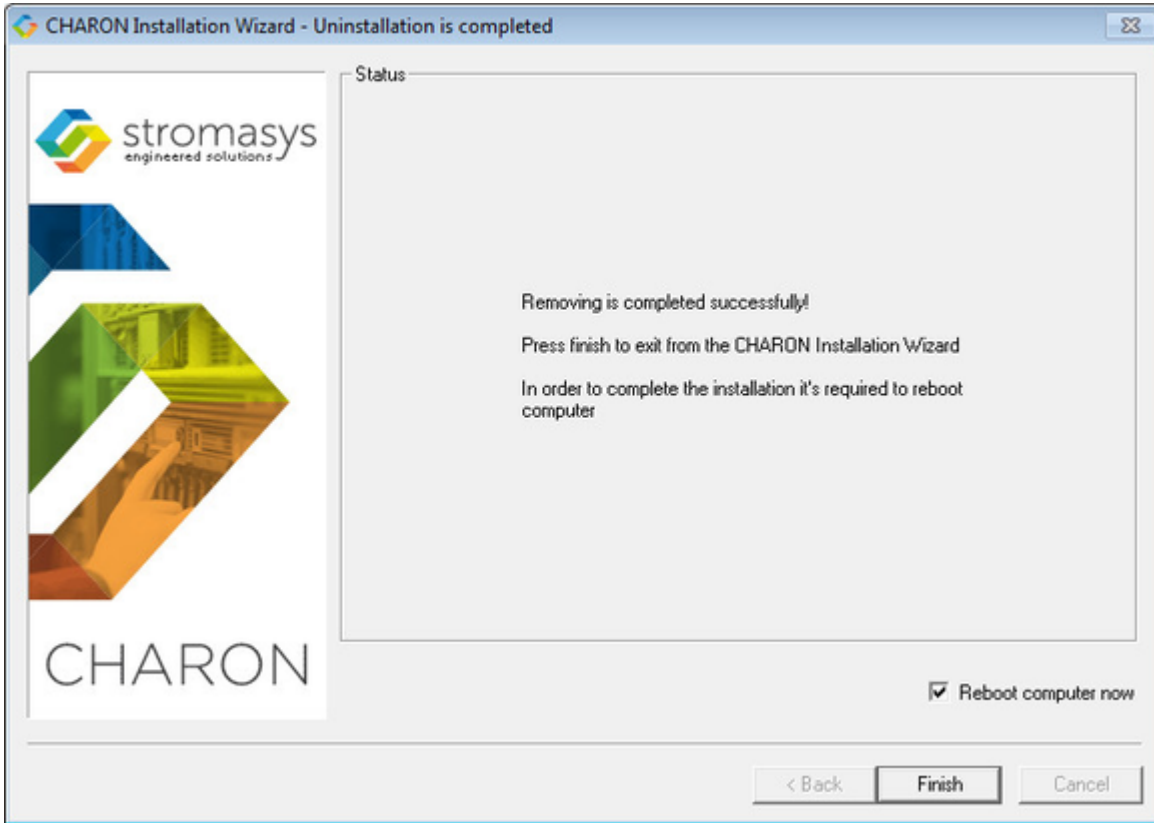 CHARON Installation Wizard - Uninstallation is completed
stromasys
engineered solutions
CHARON
Status
Removing is completed successfully!
Press finish to exit from the CHARON Installation Wizard
In order to complete the installation it's required to reboot
computer
Reboot computer now
< Back
Finish
Cancel